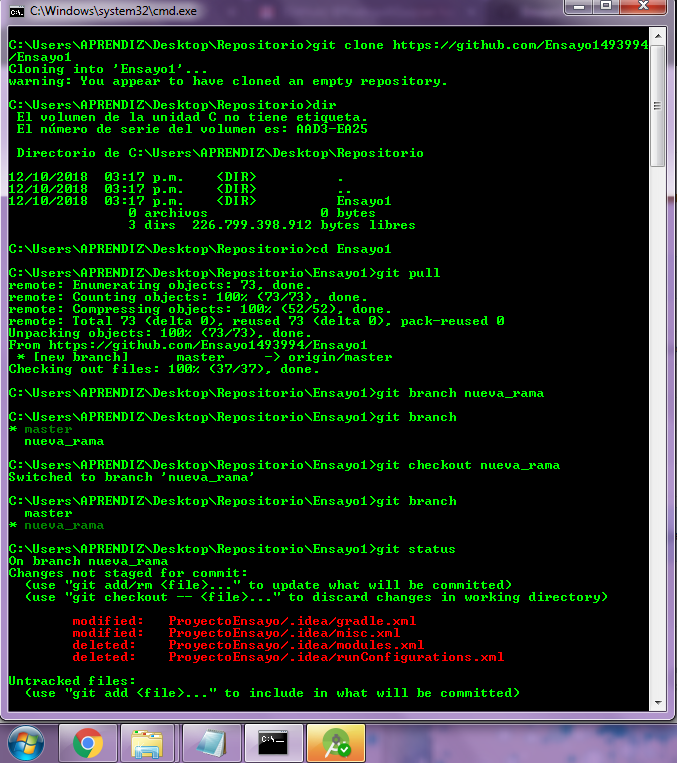 C:\Windows\system32\cmd.exe
C:\Users\APRENDIZ\Desktop\Repositorio>git clone https://github.com/Ensayo1493994
/Ensayo1
Cloning into 'Ensayo1'...
warning: You appear to have cloned an empty repository.
C:\Users\APRENDIZ\Desktop\Repositorio>dir
El volumen de la unidad C no tiene etiqueta.
El número de serie del volumen es: AAD3-EA25
Directorio de C:\Users\APRENDIZ\Desktop\Repositorio
12/10/2018  03:17 p.m.    <DIR>          .
12/10/2018  03:17 p.m.    <DIR>          ..
12/10/2018  03:17 p.m.    <DIR>          Ensayo1
0 archivos              0 bytes
3 dirs  226.799.398.912 bytes libres
C:\Users\APRENDIZ\Desktop\Repositorio>cd Ensayo1
C:\Users\APRENDIZ\Desktop\Repositorio\Ensayo1>git pull
remote: Enumerating objects: 73, done.
remote: Counting objects: 100% (73/73), done.
remote: Compressing objects: 100% (52/52), done.
remote: Total 73 (delta 0), reused 73 (delta 0), pack-reused 0
Unpacking objects: 100% (73/73), done.
From https://github.com/Ensayo1493994/Ensayo1
* [new branch]      master     -> origin/master
Checking out files: 100% (37/37), done.
C:\Users\APRENDIZ\Desktop\Repositorio\Ensayo1>git branch nueva_rama
C:\Users\APRENDIZ\Desktop\Repositorio\Ensayo1>git branch
* master
nueva_rama
C:\Users\APRENDIZ\Desktop\Repositorio\Ensayo1>git checkout nueva_rama
Switched to branch 'nueva_rama'
C:\Users\APRENDIZ\Desktop\Repositorio\Ensayo1>git branch
master
* nueva_rama
C:\Users\APRENDIZ\Desktop\Repositorio\Ensayo1>git status
On branch nueva_rama
Changes not staged for commit:
(use "git add/rm <file>..." to update what will be committed)
(use "git checkout -- <file>..." to discard changes in working directory)
modified:   ProyectoEnsayo/.idea/gradle.xml
modified:   ProyectoEnsayo/.idea/misc.xml
deleted:    ProyectoEnsayo/.idea/modules.xml
deleted:    ProyectoEnsayo/.idea/runConfigurations.xml
Untracked files:
(use "git add <file>..." to include in what will be committed)